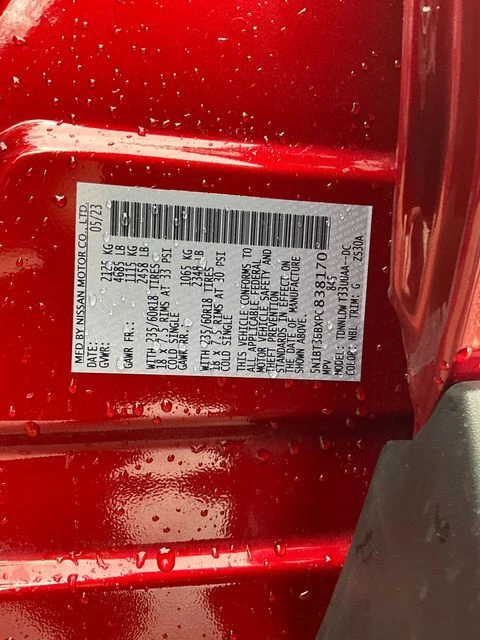 MFD BY NISSAN MOTOR CO., LTD.
DATE: 05/23
GVWR: 2125 KG
4685 LB
GAWR FR.: 1115 KG
2458 LB
WITH 235/60R18 TIRES
18 X 7.5 RIMS AT 33 PSI
COLD SINGLE
GAWR RR.: 1065 KG
2348 LB
WITH 235/60R18 TIRES
18 X 7.5 RIMS AT 30 PSI
COLD SINGLE
THIS VEHICLE CONFORMS TO
ALL APPLICABLE FEDERAL
MOTOR VEHICLE SAFETY AND
THEFT PREVENTION
STANDARDS IN EFFECT ON
THE DATE OF MANUFACTURE
SHOWN ABOVE.
5N1BT3BBXPC838170
MPV 845
MODEL: TDNNLDW T33UUAA--DC
COLOR: NBL TRIM: G ZS30A